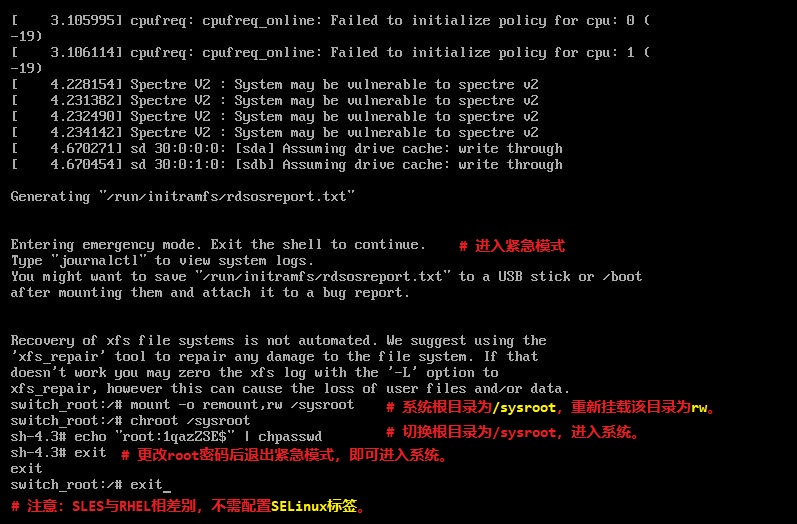 [    3.105995] cpufreq: cpufreq_online: Failed to initialize policy for cpu: 0 (
-19)
[    3.106114] cpufreq: cpufreq_online: Failed to initialize policy for cpu: 1 (
-19)
[    4.228154] Spectre V2 : System may be vulnerable to spectre v2
[    4.231382] Spectre V2 : System may be vulnerable to spectre v2
[    4.232490] Spectre V2 : System may be vulnerable to spectre v2
[    4.234142] Spectre V2 : System may be vulnerable to spectre v2
[    4.670271] sd 30:0:0:0: [sda] Assuming drive cache: write through
[    4.670454] sd 30:0:1:0: [sdb] Assuming drive cache: write through
Generating "/run/initramfs/rdsosreport.txt"
Entering emergency mode. Exit the shell to continue. # 进入紧急模式
Type "journalctl" to view system logs.
You might want to save "/run/initramfs/rdsosreport.txt" to a USB stick or /boot
after mounting them and attach it to a bug report.
Recovery of xfs file systems is not automated. We suggest using the
'xfs_repair' tool to repair any damage to the file system. If that
doesn't work you may zero the xfs log with the '-L' option to
xfs_repair, however this can cause the loss of user files and/or data.
switch_root:/# mount -o remount,rw /sysroot # 系统根目录为/sysroot，重新挂载该目录为rw。
switch_root:/# chroot /sysroot
sh-4.3# echo "root:1qazZSE$" | chpasswd # 切换根目录为/sysroot，进入系统。
sh-4.3# exit # 更改root密码后退出紧急模式，即可进入系统。
exit
switch_root:/# exit_
# 注意：SLES与RHEL相差别，不需配置SELinux标签。